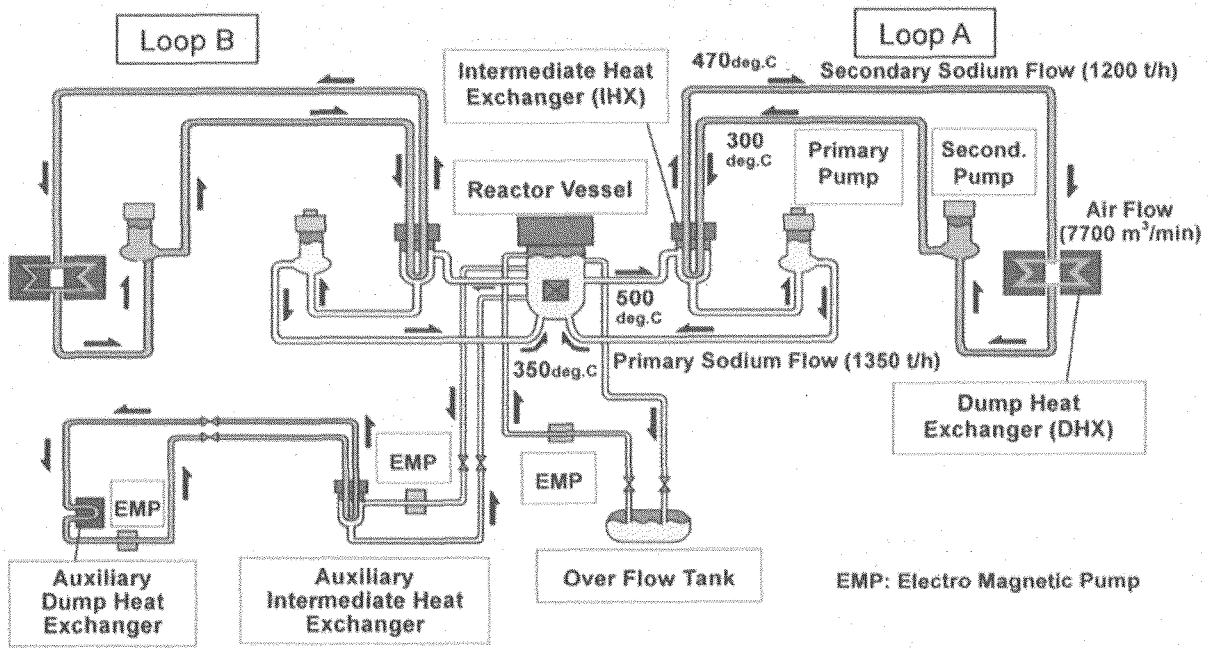 Loop B
Loop A
470deg.C
Secondary Sodium Flow (1200 t/h)
Intermediate Heat
Exchanger (IHX)
300
deg.C
Primary
Pump
Second.
Pump
Reactor Vessel
Air Flow
(7700 m³/min)
500
deg.C
350deg.C
Primary Sodium Flow (1350 t/h)
Dump Heat
Exchanger (DHX)
EMP
EMP
EMP
Auxiliary
Dump Heat
Exchanger
Auxiliary
Intermediate Heat
Exchanger
Over Flow Tank
EMP: Electro Magnetic Pump